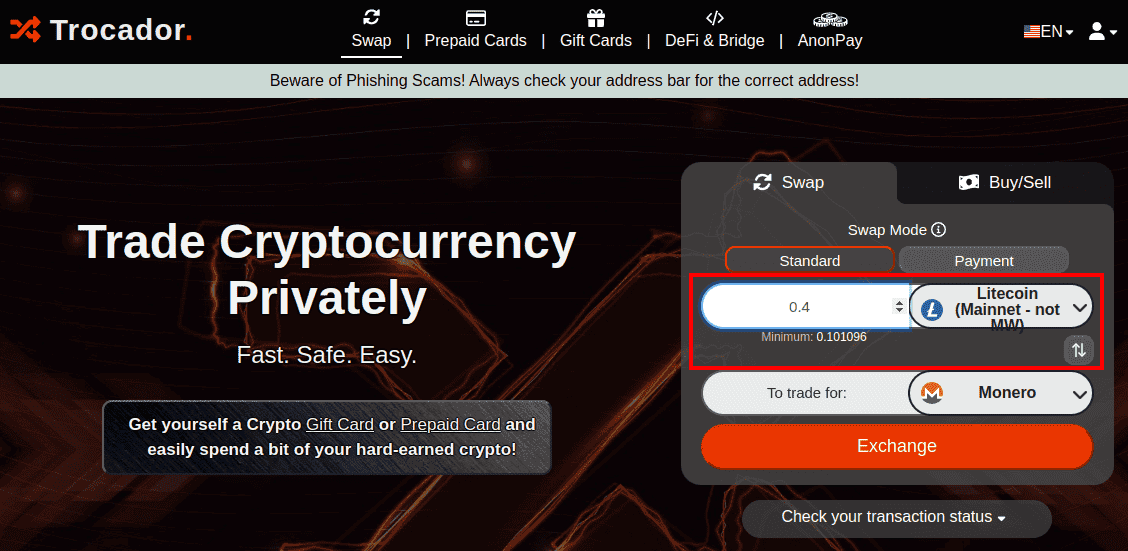 Trocador.
Swap | Prepaid Cards | Gift Cards | DeFi & Bridge | AnonPay
EN
Beware of Phishing Scams! Always check your address bar for the correct address!
Trade Cryptocurrency
Privately
Fast. Safe. Easy.
Get yourself a Crypto Gift Card or Prepaid Card and
easily spend a bit of your hard-earned crypto!
Swap
Buy/Sell
Swap Mode
Standard
Payment
0.4
Litecoin
(Mainnet - not
MW)
Minimum: 0.101096
To trade for:
Monero
Exchange
Check your transaction status